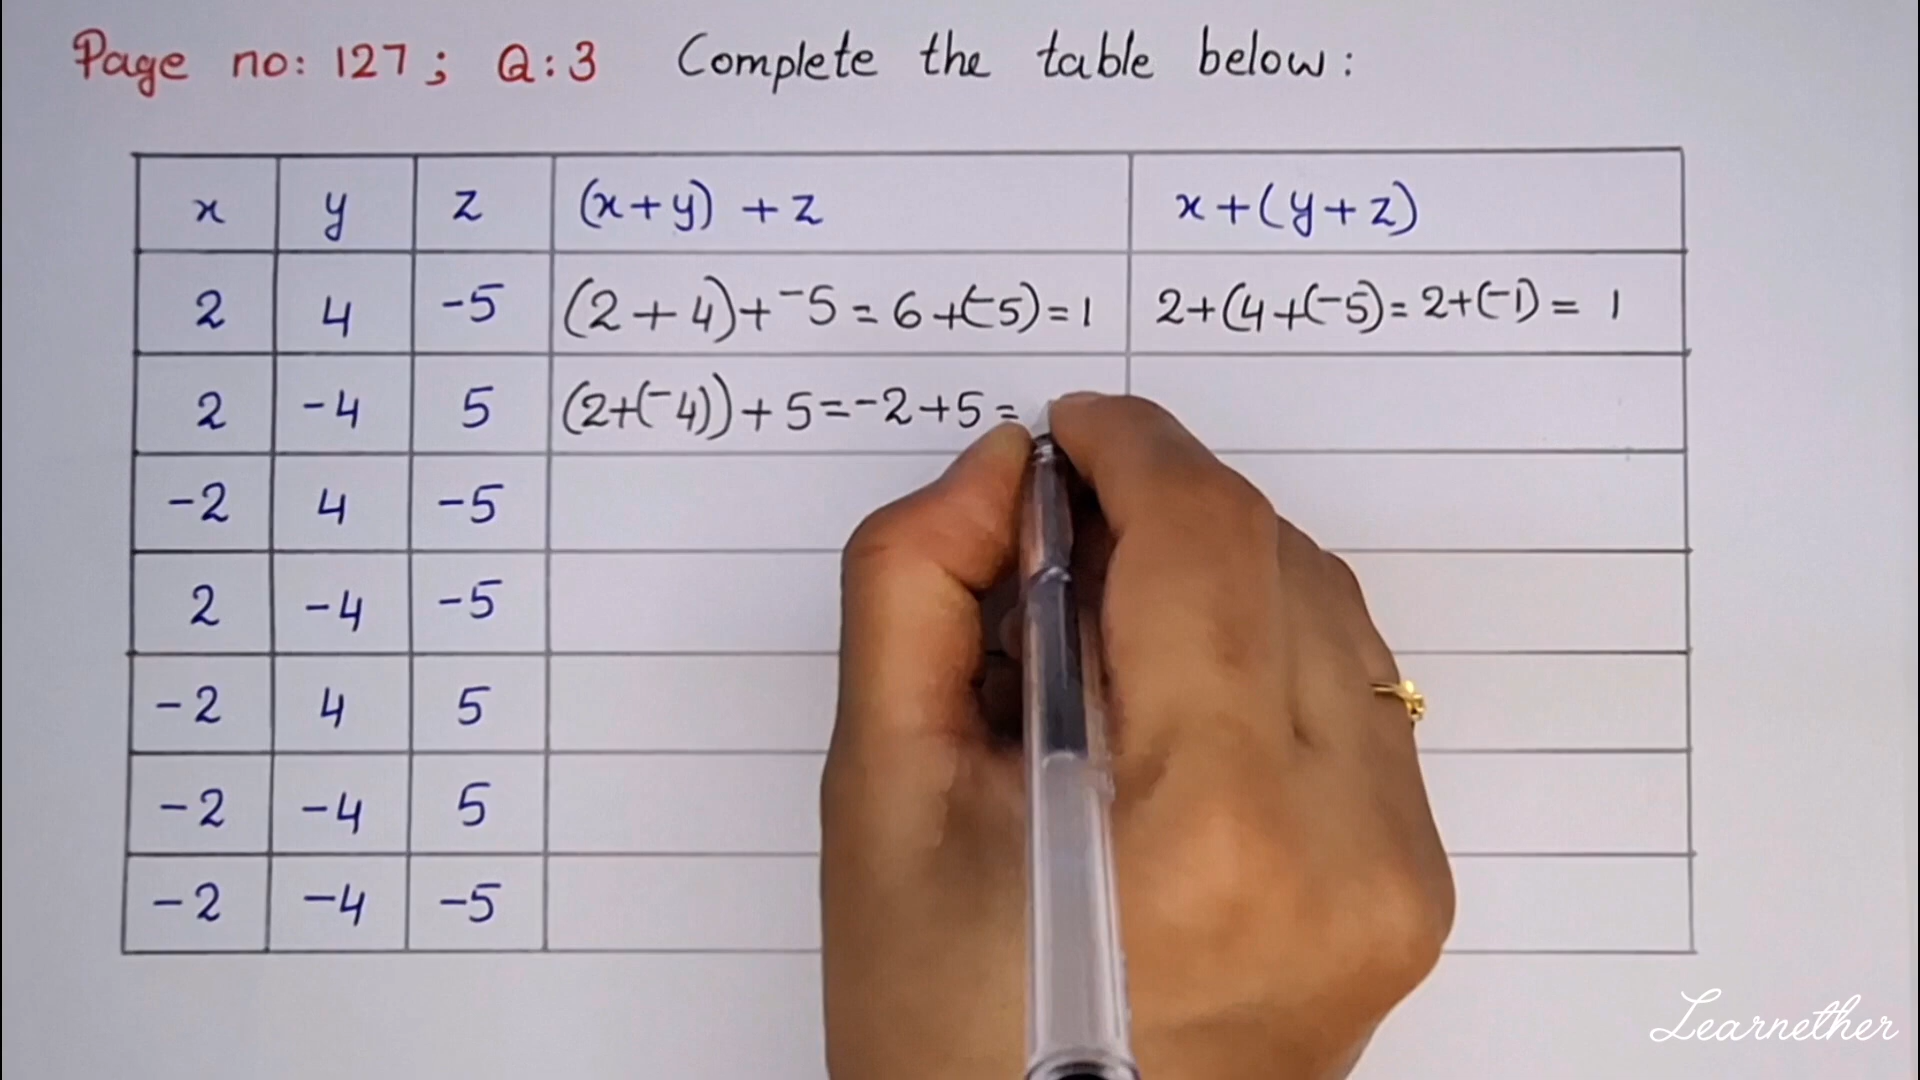 Page no: 127; Q:3 Complete the table below:
x y z (x+y) +z x+(y+z)
2 4 -5 (2+4)+⁻5=6+(⁻5)=1 2+(4+(⁻5)=2+(⁻1)= 1
2 -4 5 (2+(⁻4))+5=-2+5=
-2 4 -5
2 -4 -5
-2 4 5
-2 -4 5
-2 -4 -5
Learnether